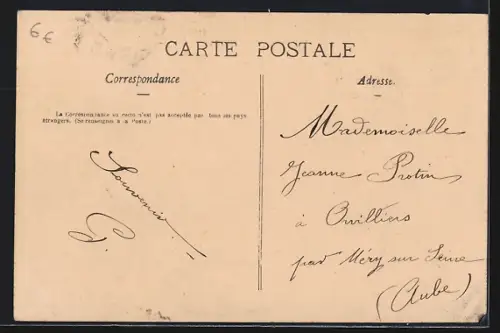 6€
CARTE POSTALE
Correspondance
La Correspondance au recto n'est pas acceptée par tous les pays
étrangers. (Se renseigner à la Poste.)
Souvenir
G.
Adresse.
Mademoiselle
Jeanne Protin
à Orvilliers
par Méry sur Seine
(Aube)